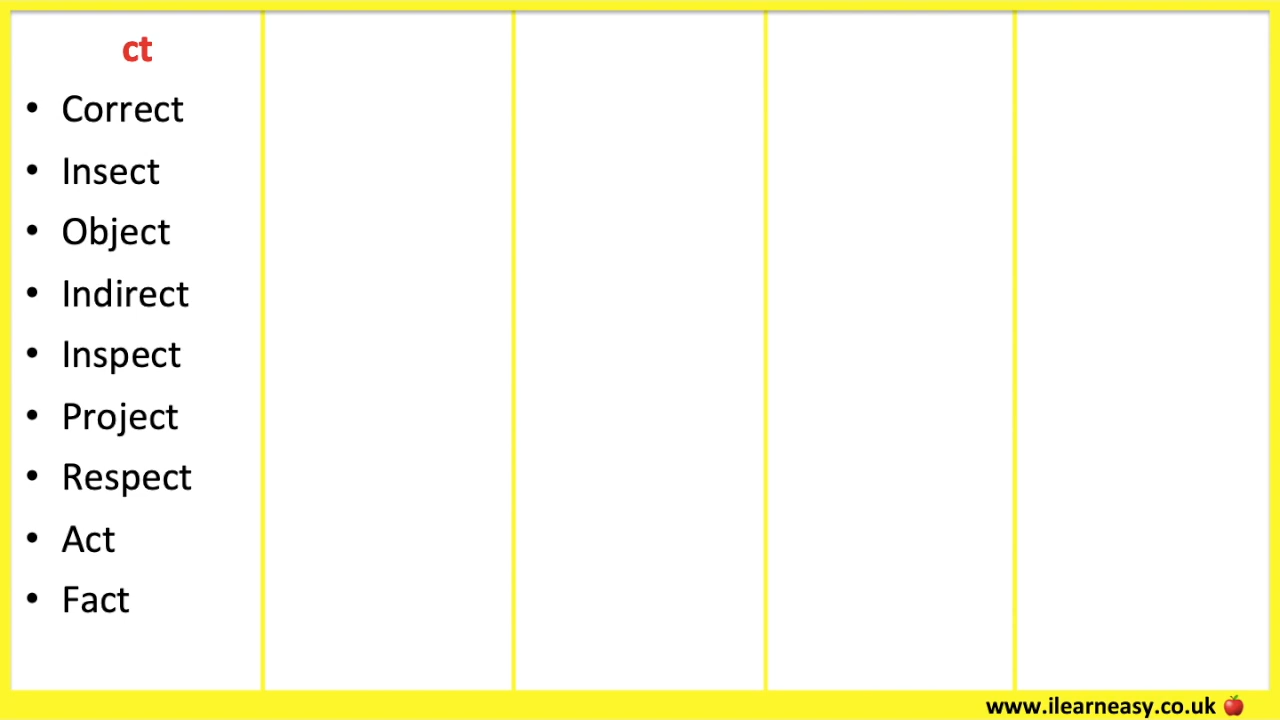 ct
• Correct
• Insect
• Object
• Indirect
• Inspect
• Project
• Respect
• Act
• Fact
www.ilearneasy.co.uk